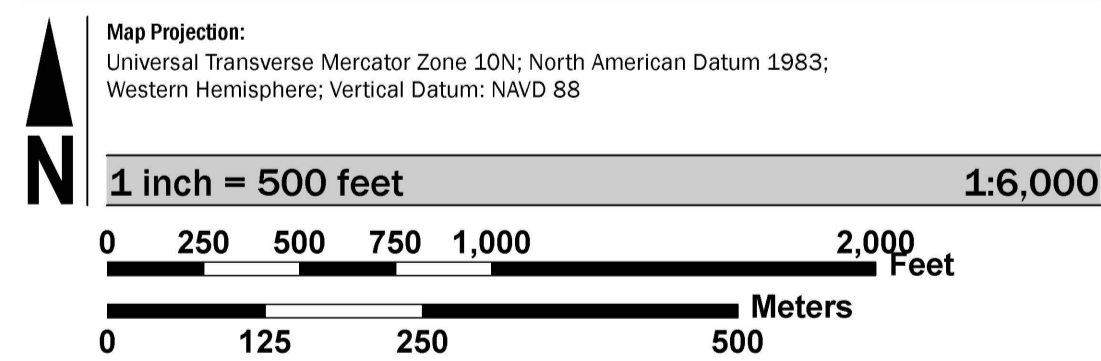 N
Map Projection:
Universal Transverse Mercator Zone 10N; North American Datum 1983;
Western Hemisphere; Vertical Datum: NAVD 88
1 inch = 500 feet 1:6,000
0 250 500 750 1,000 2,000
Feet
Meters
0 125 250 500